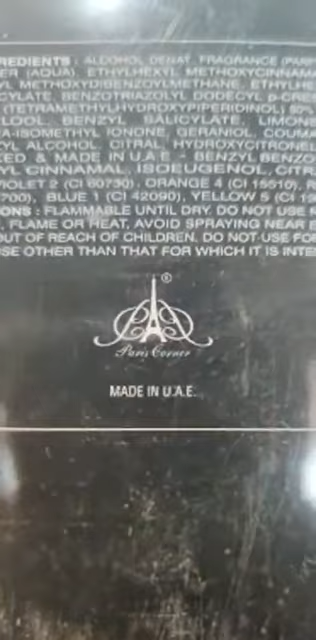 REDIENTS : ALCOHOL DENAT, FRAGRANCE (PARF
ER (AQUA), ETHYLHEXYL METHOXYCINNAMA
YL METHOXYDIBENZOYLMETHANE, ETHYLHE
CYLATE, BENZOTRIAZOLYL DODECYL p-CRE
(TETRAMETHYLHYDROXYPIPERIDINOL)
LOOL, BENZYL SALICYLATE, LIMONE
A-ISOMETHYL IONONE, GERANIOL, COUMA
YL ALCOHOL, CITRAL, HYDROXYCITRONEL
ED & MADE IN U.A.E - BENZYL BENZO
YL CINNAMAL, ISOEUGENOL, CITR
VIOLET 2 (CI 60730), ORANGE 4 (CI 15510), R
700), BLUE 1 (CI 42090), YELLOW 5 (CI 19
ONS : FLAMMABLE UNTIL DRY. DO NOT USE N
, FLAME OR HEAT, AVOID SPRAYING NEAR E
OUT OF REACH OF CHILDREN. DO NOT USE FOR
SE OTHER THAN THAT FOR WHICH IT IS INTE
®
Paris Corner
MADE IN U.A.E.